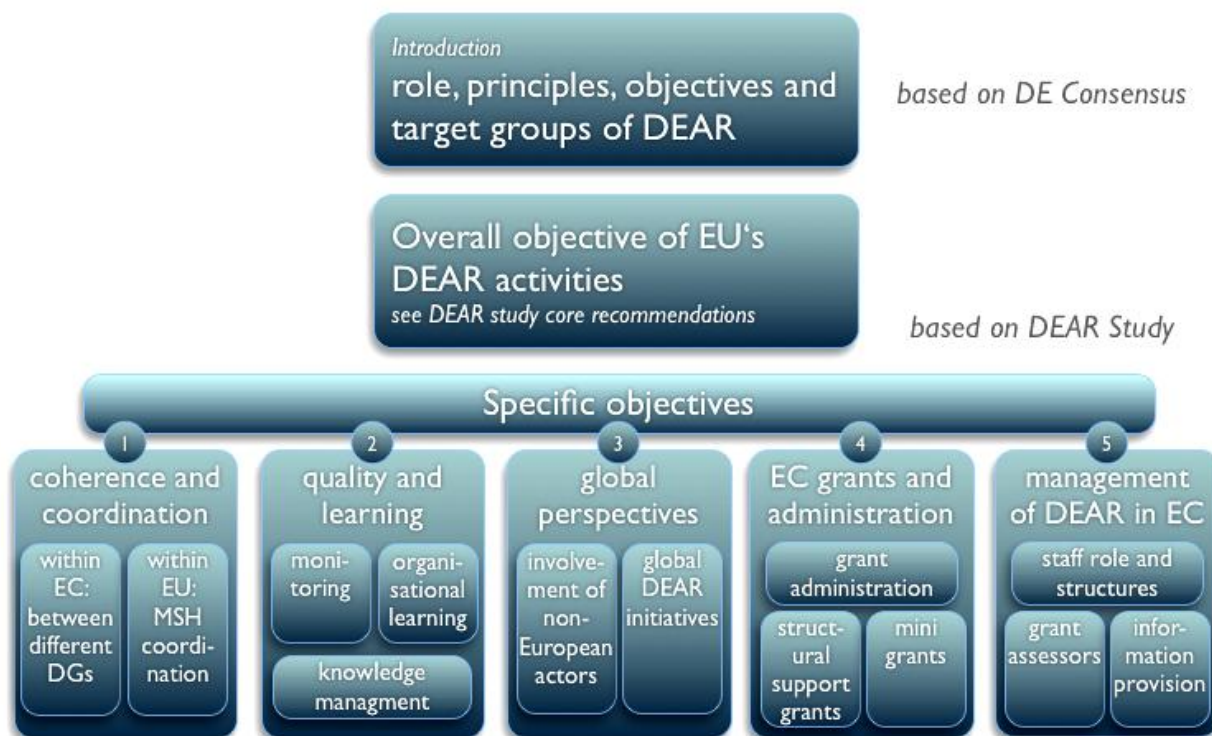 Introduction
role, principles, objectives and
target groups of DEAR
based on DE Consensus
Overall objective of EU‘s
DEAR activities
see DEAR study core recommendations
based on DEAR Study
Specific objectives
1
coherence and
coordination
within
EC:
between
different
DGs
within
EU:
MSH
coordi-
nation
2
quality and
learning
moni-
toring
organi-
sational
learning
knowledge
managment
3
global
perspectives
involve-
ment of
non-
European
actors
global
DEAR
initiatives
4
EC grants and
administration
grant
administration
struct-
ural
support
grants
mini
grants
5
management
of DEAR in EC
staff role and
structures
grant
assessors
infor-
mation
provision